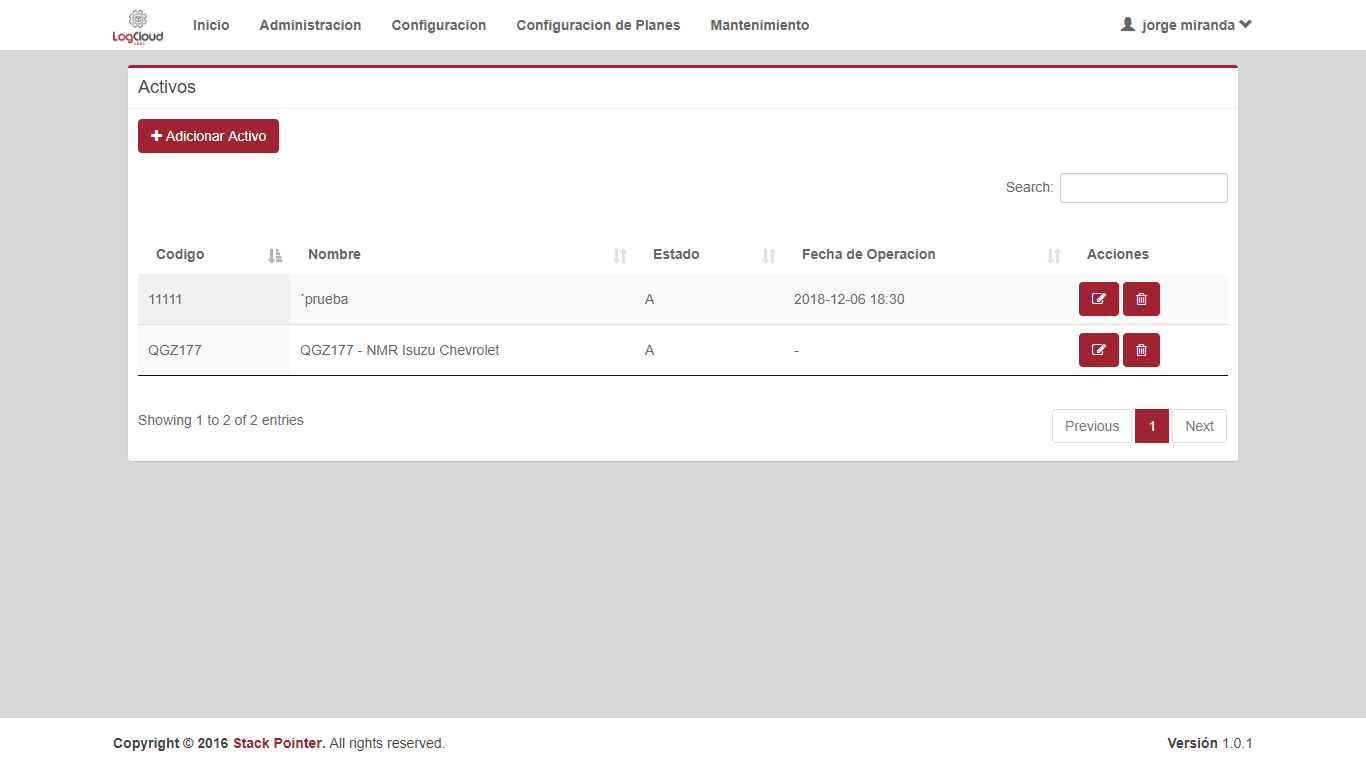 LogCloud
Inicio Administracion Configuracion Configuracion de Planes Mantenimiento jorge miranda
Activos
Adicionar Activo
Search:
Codigo Nombre Estado Fecha de Operacion Acciones
11111 ´prueba A 2018-12-06 18:30
QGZ177 QGZ177 - NMR Isuzu Chevrolet A -
Showing 1 to 2 of 2 entries
Previous 1 Next
Copyright © 2016 Stack Pointer. All rights reserved. Versión 1.0.1